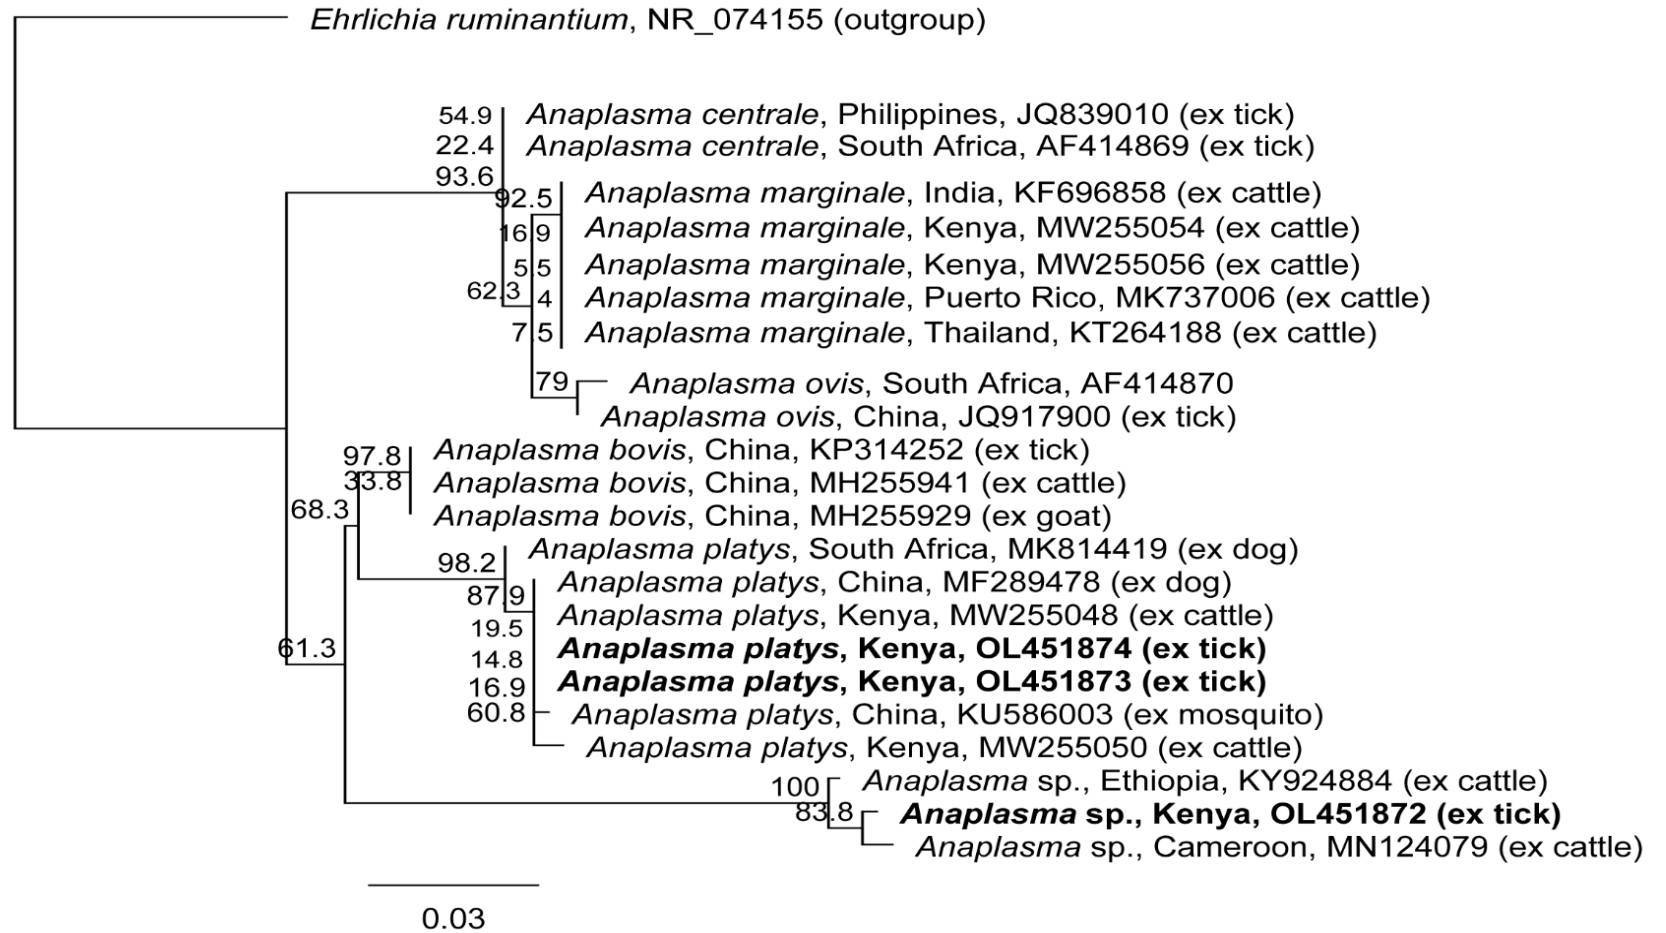 Ehrlichia ruminantium, NR_074155 (outgroup)
54.9 Anaplasma centrale, Philippines, JQ839010 (ex tick)
22.4 Anaplasma centrale, South Africa, AF414869 (ex tick)
93.6
92.5 Anaplasma marginale, India, KF696858 (ex cattle)
16.9 Anaplasma marginale, Kenya, MW255054 (ex cattle)
5.5 Anaplasma marginale, Kenya, MW255056 (ex cattle)
62.3 4 Anaplasma marginale, Puerto Rico, MK737006 (ex cattle)
7.5 Anaplasma marginale, Thailand, KT264188 (ex cattle)
79 Anaplasma ovis, South Africa, AF414870
Anaplasma ovis, China, JQ917900 (ex tick)
97.8 Anaplasma bovis, China, KP314252 (ex tick)
33.8 Anaplasma bovis, China, MH255941 (ex cattle)
68.3 Anaplasma bovis, China, MH255929 (ex goat)
98.2 Anaplasma platys, South Africa, MK814419 (ex dog)
87.9 Anaplasma platys, China, MF289478 (ex dog)
19.5 Anaplasma platys, Kenya, MW255048 (ex cattle)
61.3 14.8 Anaplasma platys, Kenya, OL451874 (ex tick)
16.9 Anaplasma platys, Kenya, OL451873 (ex tick)
60.8 Anaplasma platys, China, KU586003 (ex mosquito)
Anaplasma platys, Kenya, MW255050 (ex cattle)
100 Anaplasma sp., Ethiopia, KY924884 (ex cattle)
83.8 Anaplasma sp., Kenya, OL451872 (ex tick)
Anaplasma sp., Cameroon, MN124079 (ex cattle)
0.03